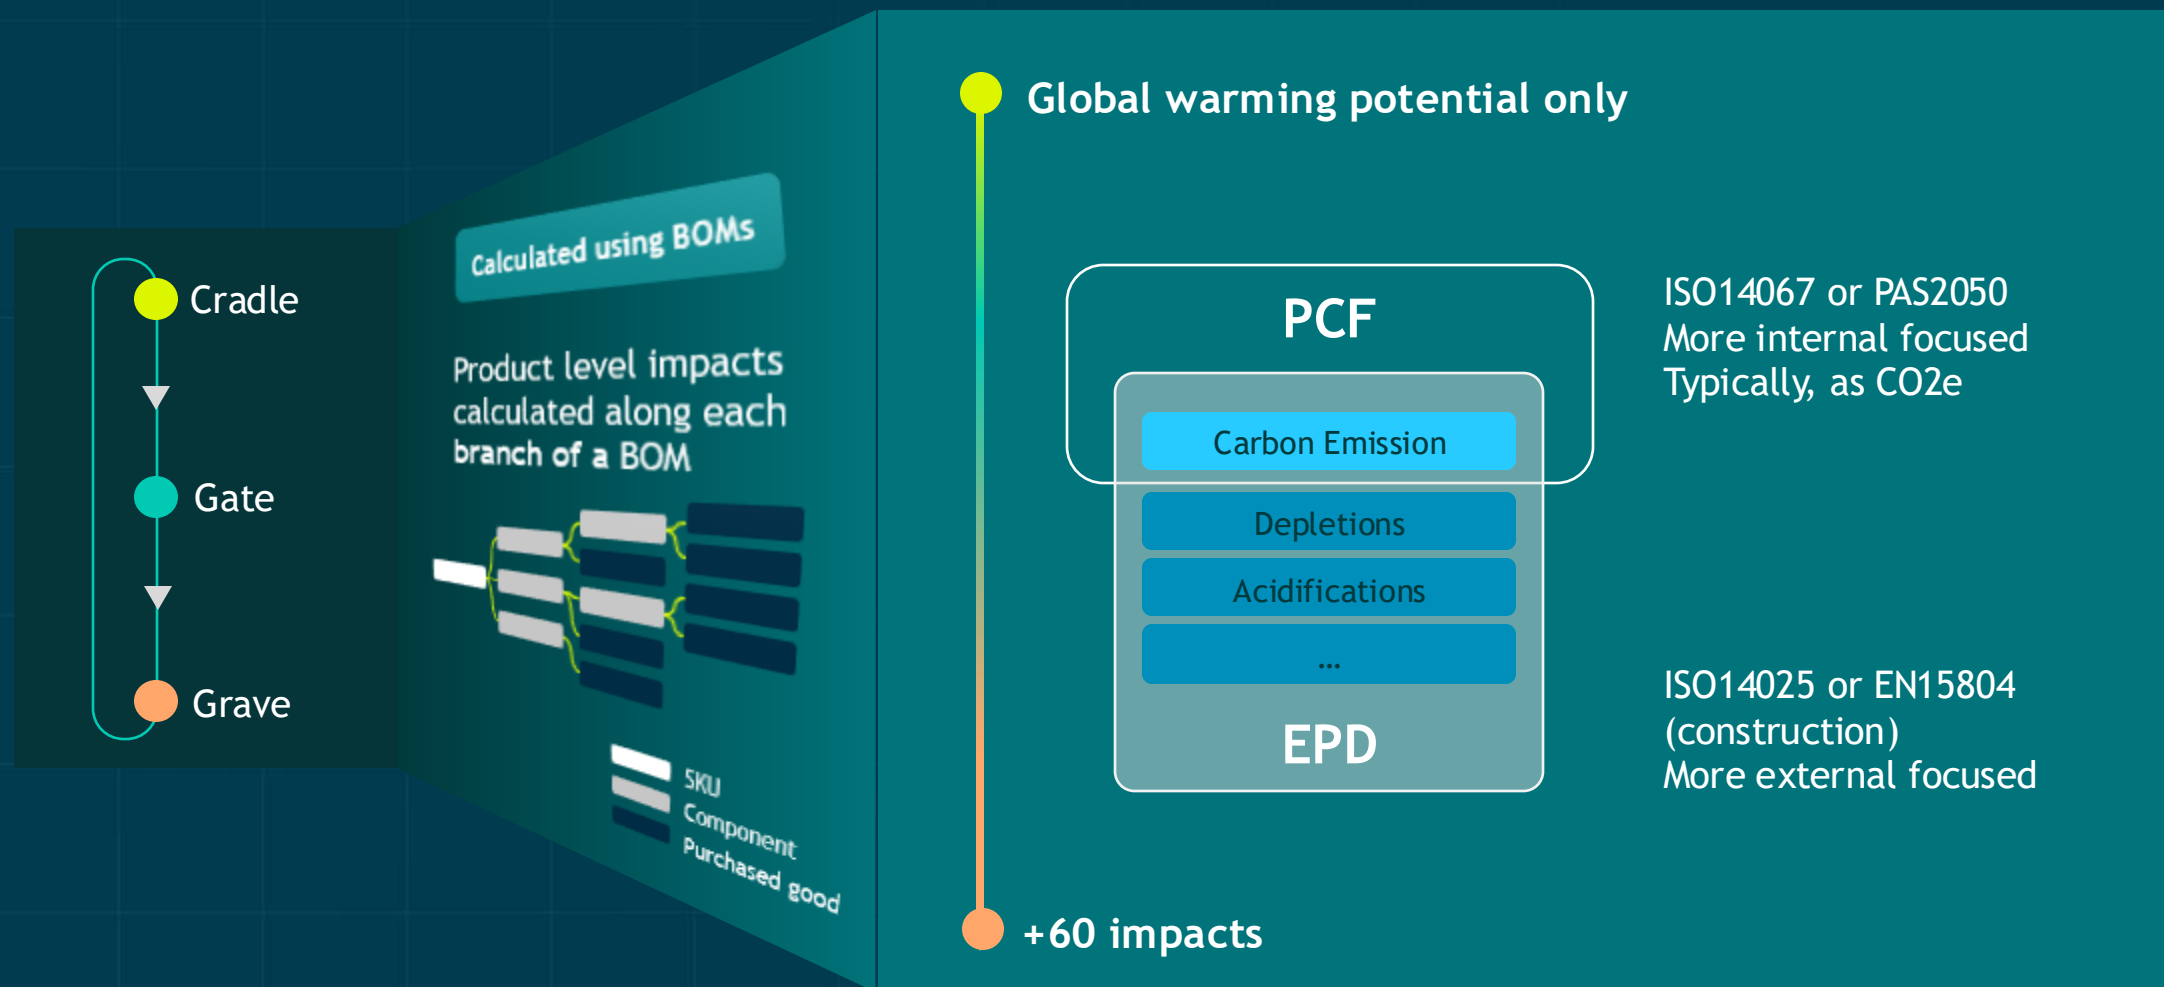 Cradle
Gate
Grave
Calculated using BOMs
Product level impacts
calculated along each
branch of a BOM
SKU
Component
Purchased good
Global warming potential only
PCF
Carbon Emission
Depletions
Acidifications
...
EPD
+60 impacts
ISO14067 or PAS2050
More internal focused
Typically, as CO2e
ISO14025 or EN15804
(construction)
More external focused